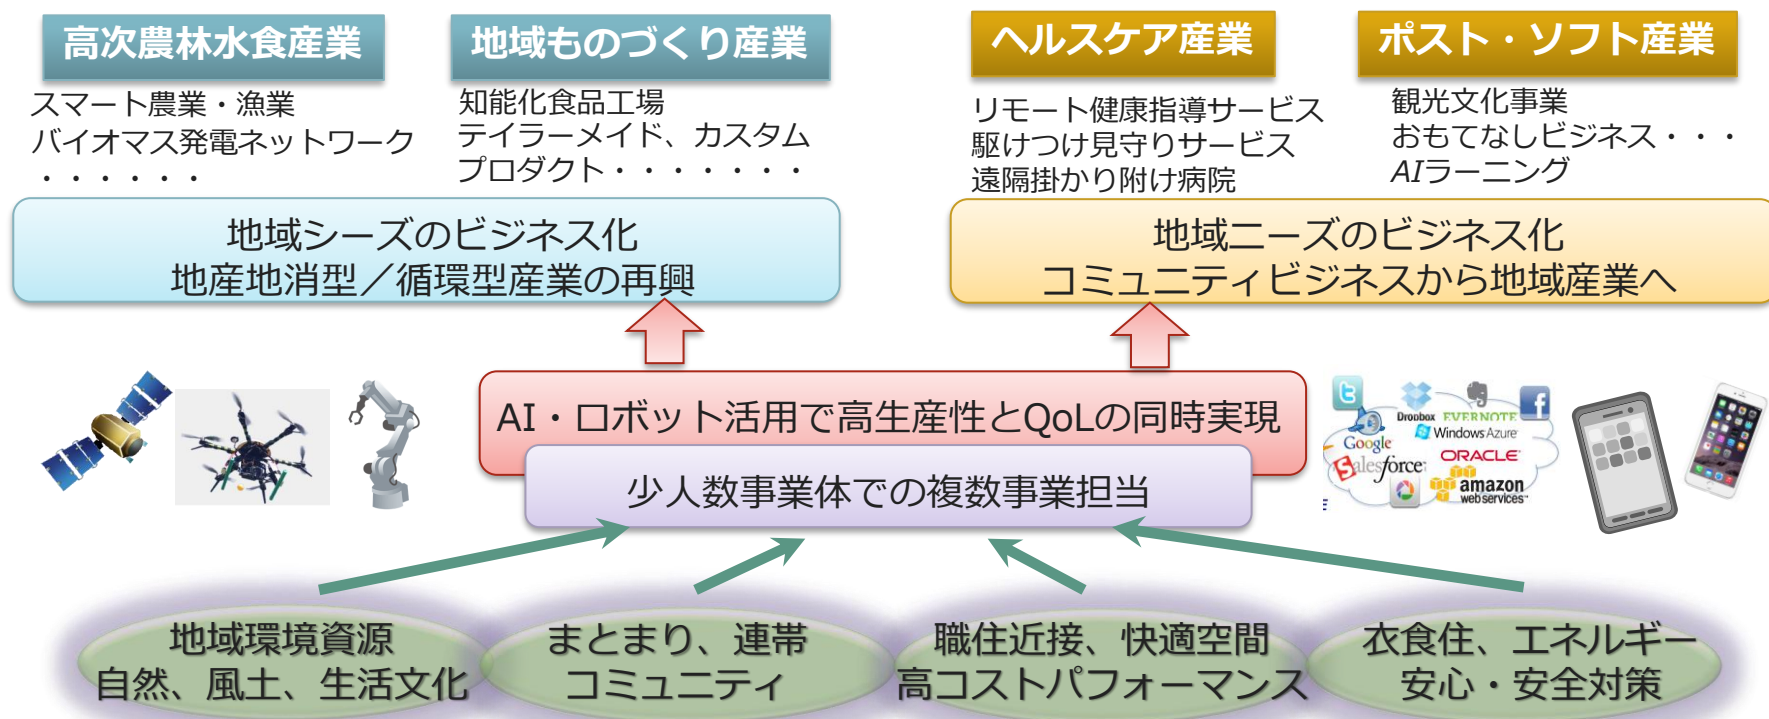 高次農林水食産業
地域ものづくり産業
ヘルスケア産業
ポスト・ソフト産業
スマート農業・漁業
バイオマス発電ネットワーク
・・・・・・
知能化食品工場
テイラーメイド、カスタム
プロダクト・・・・・・・
リモート健康指導サービス
駆けつけ見守りサービス
遠隔掛かり附け病院
観光文化事業
おもてなしビジネス・・・
AIラーニング
地域シーズのビジネス化
地産地消型／循環型産業の再興
地域ニーズのビジネス化
コミュニティビジネスから地域産業へ
AI・ロボット活用で高生産性とQoLの同時実現
少人数事業体での複数事業担当
Dropbox
EVERNOTE
Google
Windows Azure
salesforce
ORACLE
amazon
webservices
E
地域環境資源
自然、風土、生活文化
まとまり、連帯
コミュニティ
職住近接、快適空間
高コストパフォーマンス
衣食住、エネルギー
安心・安全対策